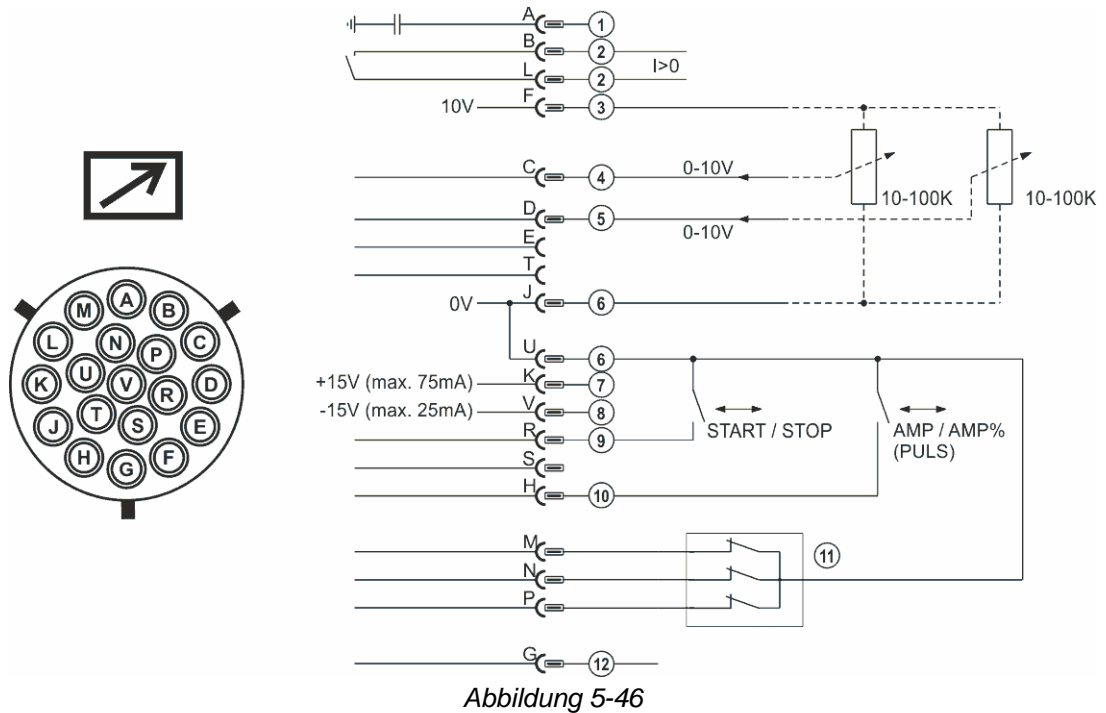 A 1
B 2
L 2
I>0
10V F 3
C 4 0-10V
10-100K 10-100K
D 5
0-10V
E
T
0V J 6
U 6
+15V (max. 75mA) K 7
-15V (max. 25mA) V 8
R 9
START / STOP
AMP / AMP%
(PULS)
S
H 10
M
11
N
P
G 12
M A B
L N P C
K U V R D
J T S E
H G F
Abbildung 5-46